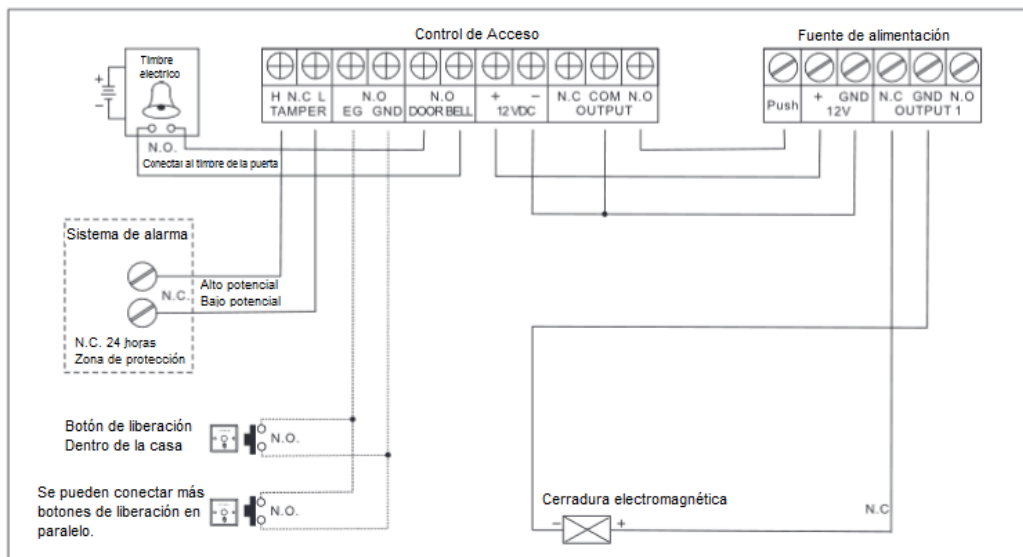 Control de Acceso
Fuente de alimentación
Timbre
electrico
+
−
N.O.
Conectar al timbre de la puerta
H N.C L
TAMPER
N.O
EG GND
N.O
DOOR BELL
+ −
12 VDC
N.C COM N.O
OUTPUT
Push
+ GND
12V
N.C GND N.O
OUTPUT 1
Sistema de alarma
N.C.
Alto potencial
Bajo potencial
N.C. 24 horas
Zona de protección
Botón de liberación
Dentro de la casa
N.O.
Se pueden conectar más
botones de liberación en
paralelo.
N.O.
Cerradura electromagnética
− +
N.C